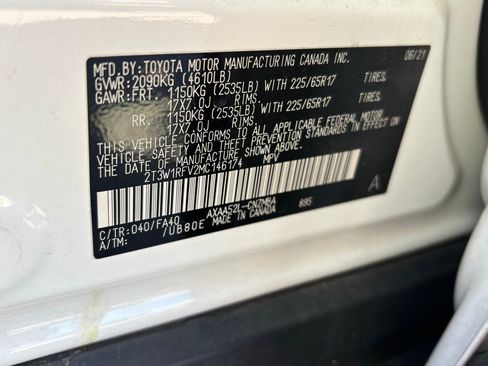 MFD.BY:TOYOTA MOTOR MANUFACTURING CANADA INC. 06/21
GVWR:2090KG (4610LB)
GAWR:FRT. 1150KG (2535LB) WITH 225/65R17 TIRES.
17X7.0J RIMS.
RR. 1150KG (2535LB) WITH 225/65R17 TIRES.
17X7.0J RIMS.
THIS VEHICLE CONFORMS TO ALL APPLICABLE FEDERAL MOTOR
VEHICLE SAFETY AND THEFT PREVENTION STANDARDS IN EFFECT ON
THE DATE OF MANUFACTURE SHOWN ABOVE.
2T3W1RFV2MC146174 MPV
A
C/TR:040/FA40 AXAA52L-CNZMBA 895
A/TM: /UB80E MADE IN CANADA